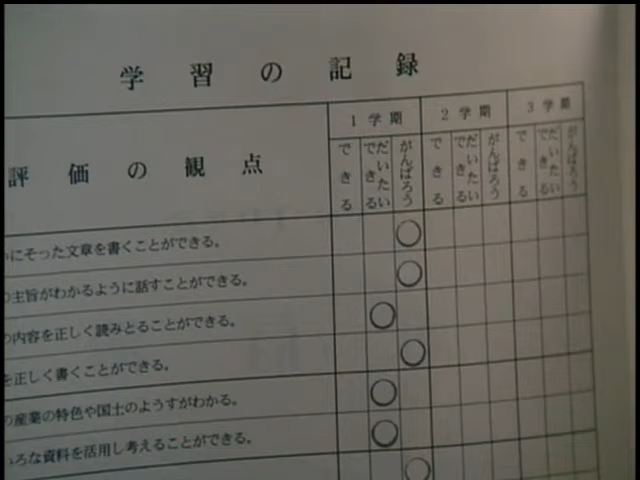 学習の記録
評価の観点
1学期 2学期 3学期
できる だいたいできる がんばろう できる だいたいできる がんばろう できる だいたいできる がんばろう
にそった文章を書くことができる。
主旨がわかるように話すことができる。
の内容を正しく読みとることができる。
を正しく書くことができる。
の産業の特色や国土のようすがわかる。
いろな資料を活用し考えることができる。